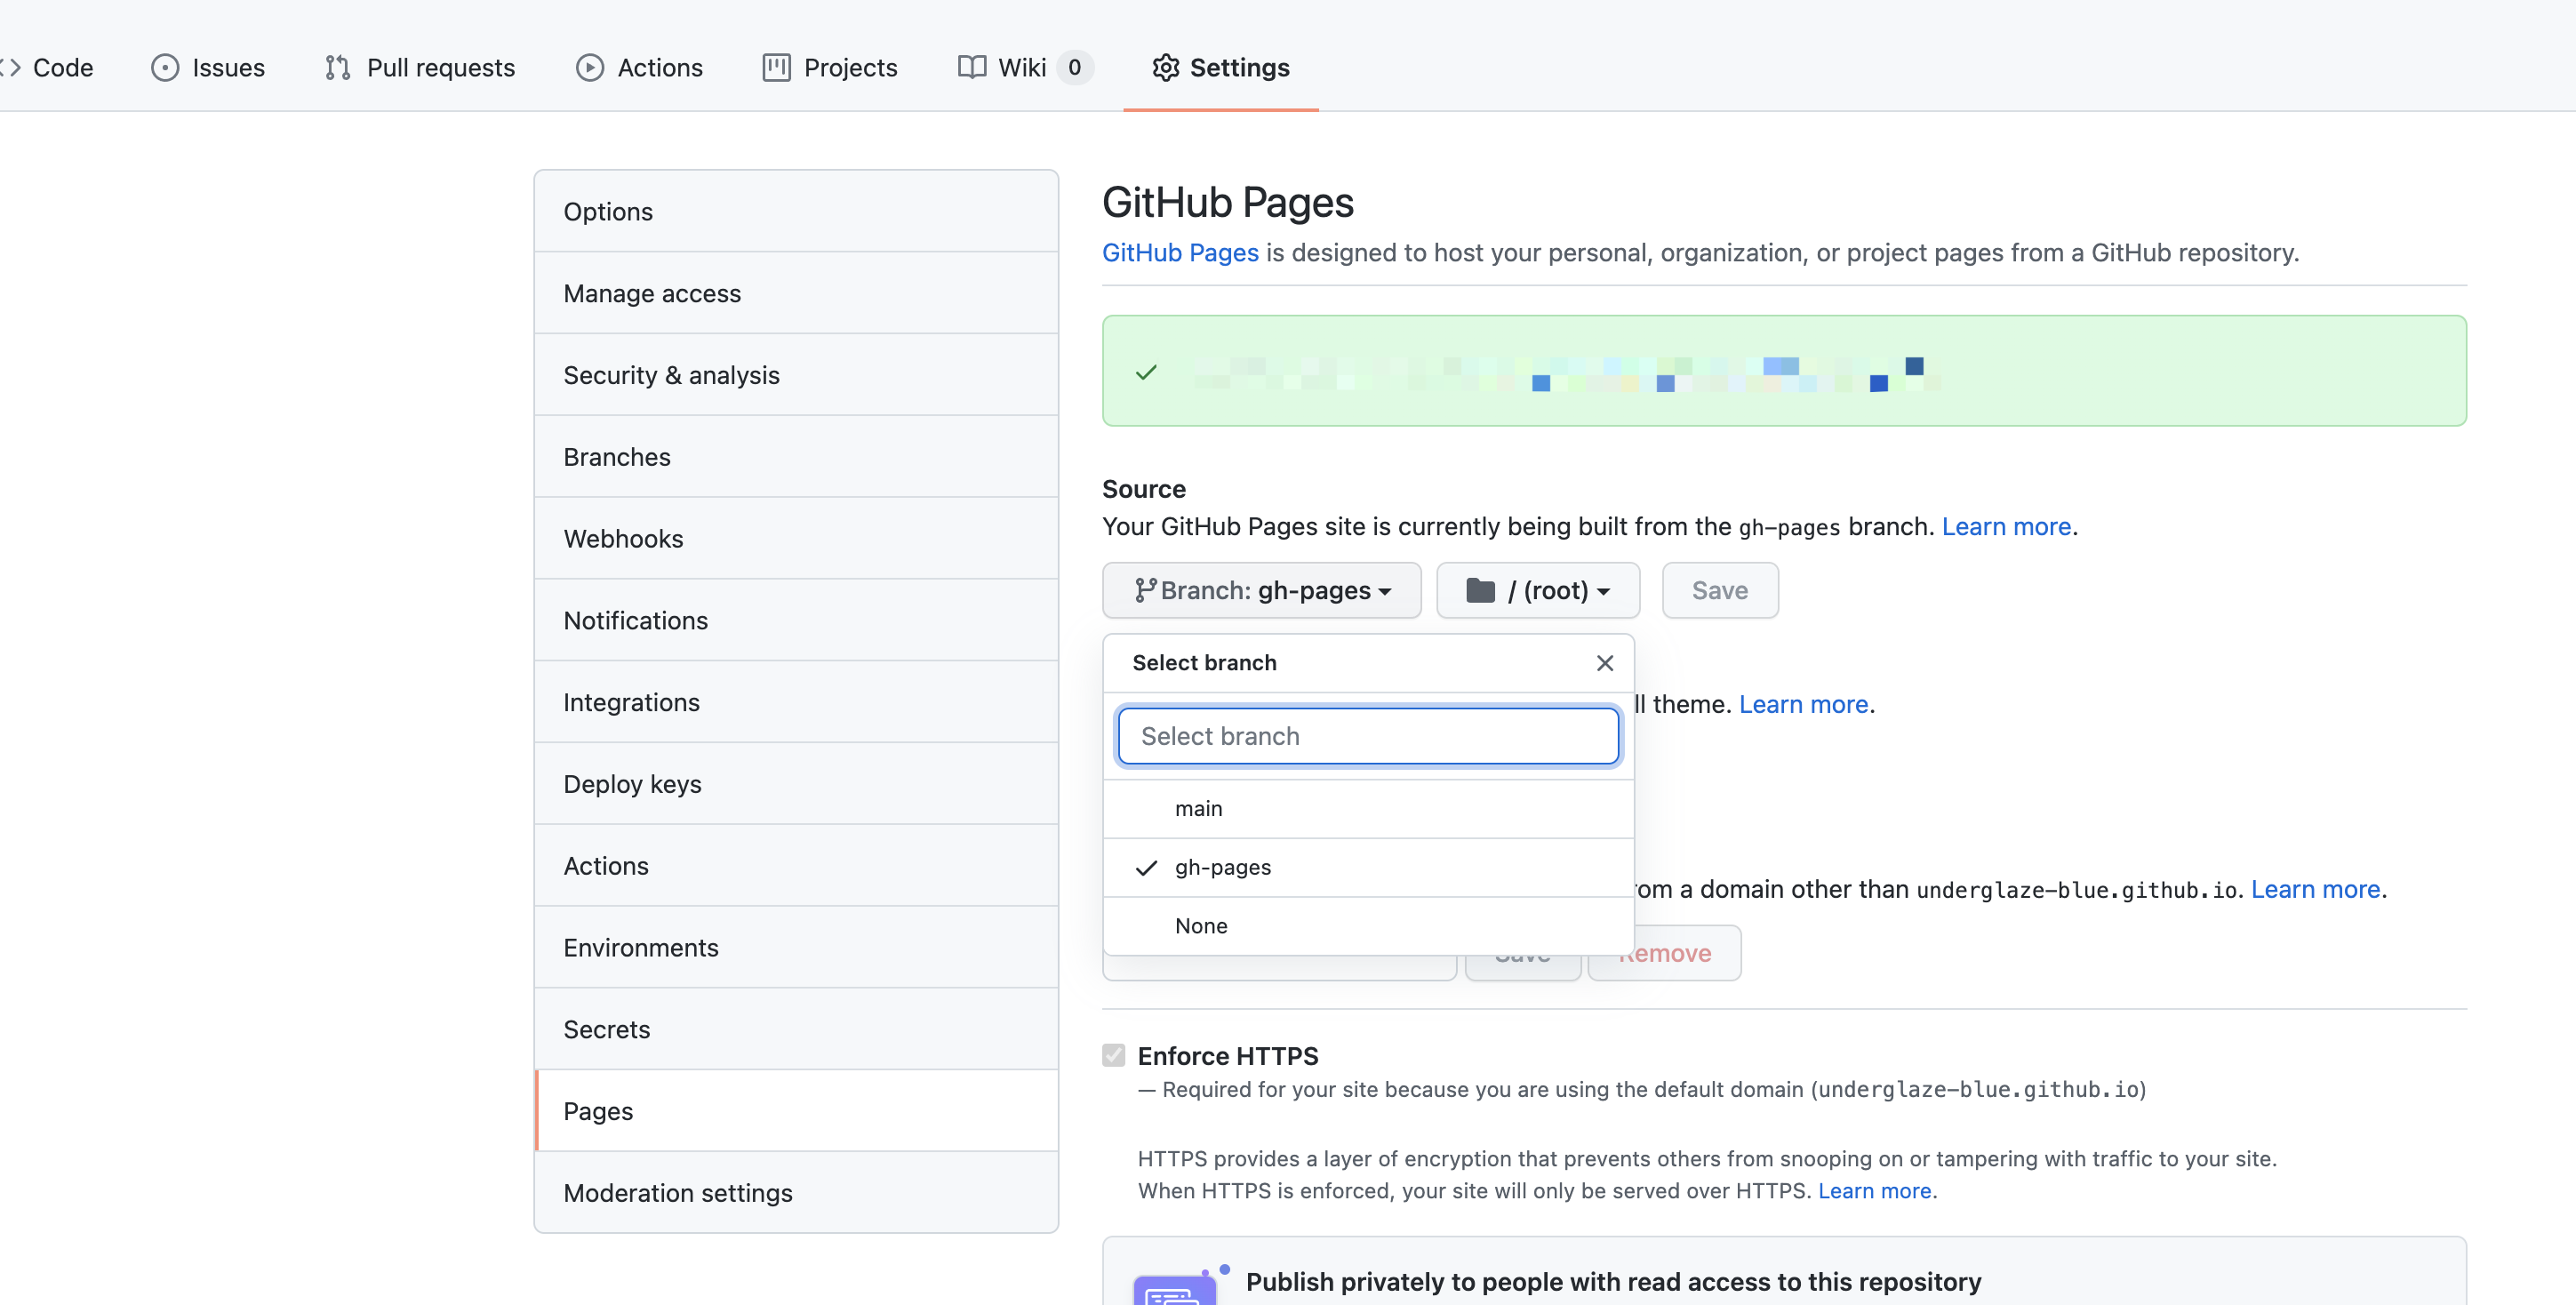 Code Issues Pull requests Actions Projects Wiki 0 Settings
Options
Manage access
Security & analysis
Branches
Webhooks
Notifications
Integrations
Deploy keys
Actions
Environments
Secrets
Pages
Moderation settings
GitHub Pages
GitHub Pages is designed to host your personal, organization, or project pages from a GitHub repository.
Source
Your GitHub Pages site is currently being built from the gh-pages branch. Learn more.
Branch: gh-pages / (root) Save
Select branch
ll theme. Learn more.
Select branch
main
gh-pages
om a domain other than underglaze-blue.github.io. Learn more.
None
Save Remove
Enforce HTTPS
— Required for your site because you are using the default domain (underglaze-blue.github.io)
HTTPS provides a layer of encryption that prevents others from snooping on or tampering with traffic to your site.
When HTTPS is enforced, your site will only be served over HTTPS. Learn more.
Publish privately to people with read access to this repository